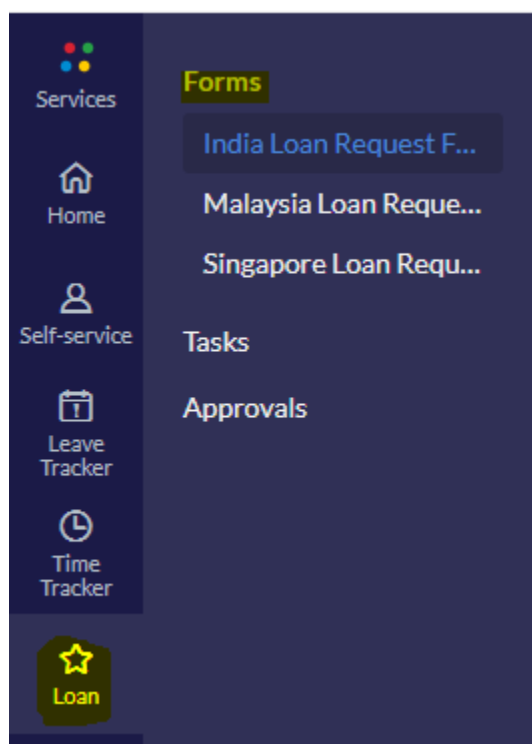 Services
Home
Self-service
Leave
Tracker
Time
Tracker
Loan
Forms
India Loan Request F...
Malaysia Loan Reque...
Singapore Loan Requ...
Tasks
Approvals